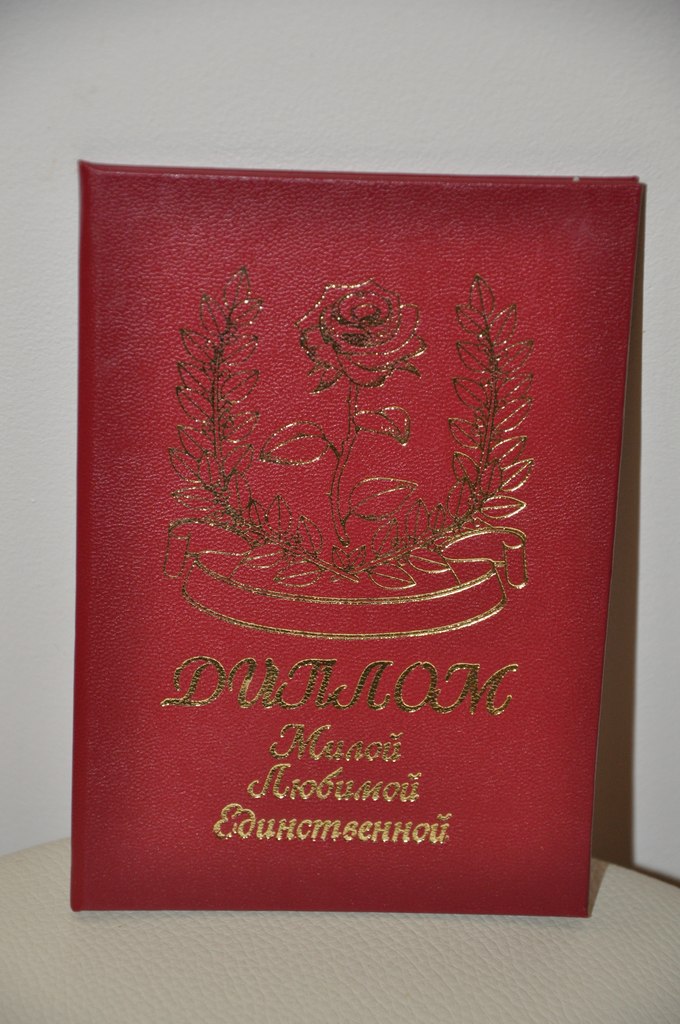 ДИПЛОМ
Милой
Любимой
Единственной